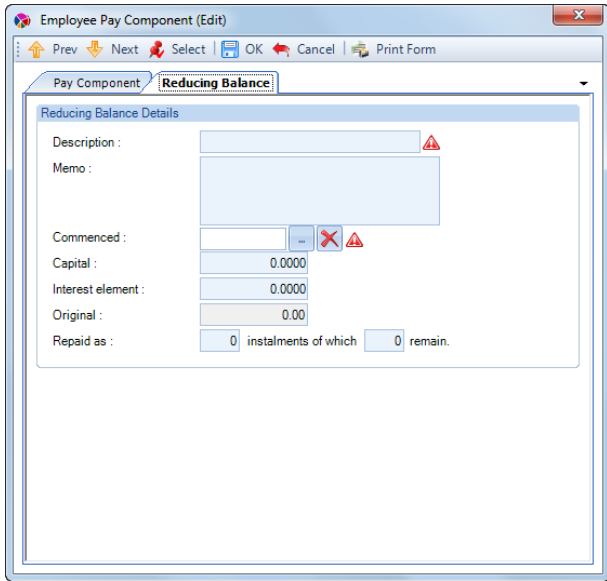 Employee Pay Component (Edit)
x
Prev Next Select OK Cancel Print Form
Pay Component Reducing Balance
Reducing Balance Details
Description :
Memo :
Commenced : ...
Capital : 0.0000
Interest element : 0.0000
Original : 0.00
Repaid as : 0 instalments of which 0 remain.